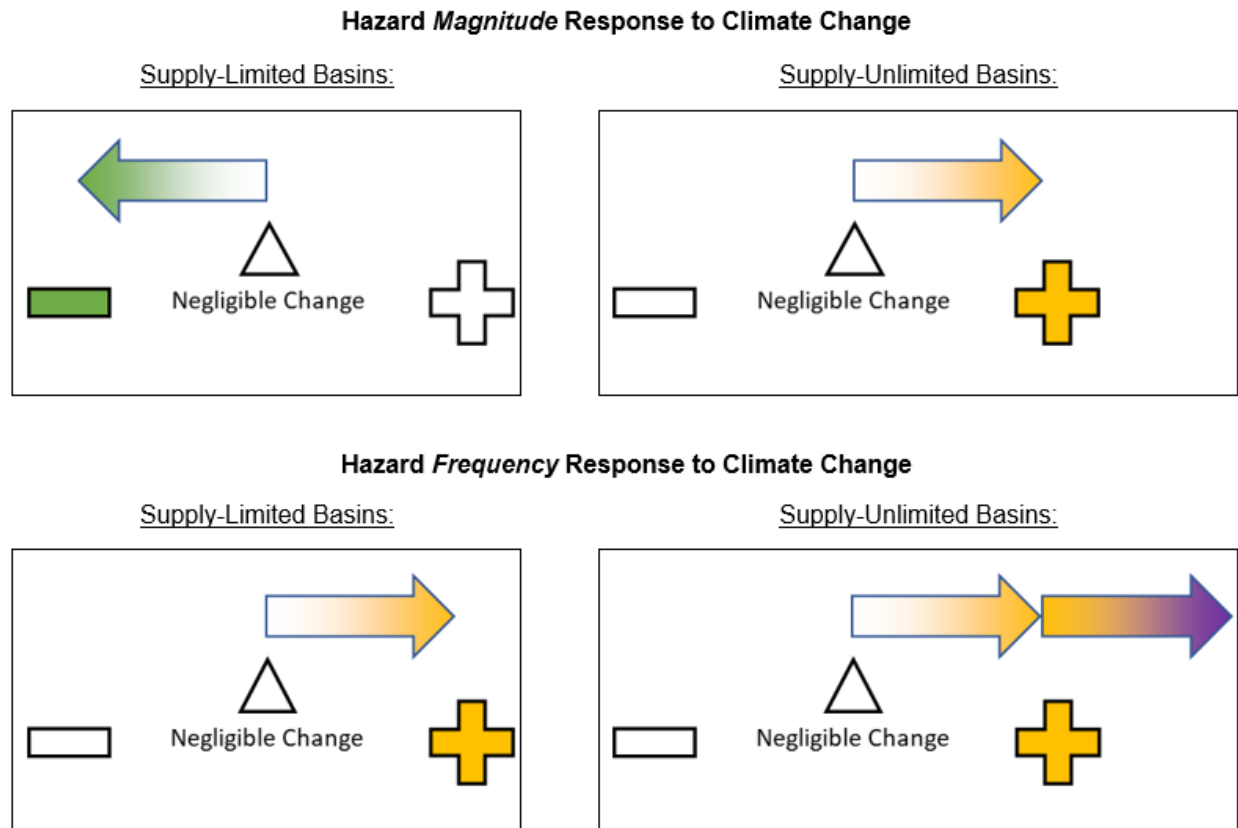 Hazard Magnitude Response to Climate Change
Supply-Limited Basins:
Supply-Unlimited Basins:
Negligible Change
Negligible Change
Hazard Frequency Response to Climate Change
Supply-Limited Basins:
Supply-Unlimited Basins:
Negligible Change
Negligible Change